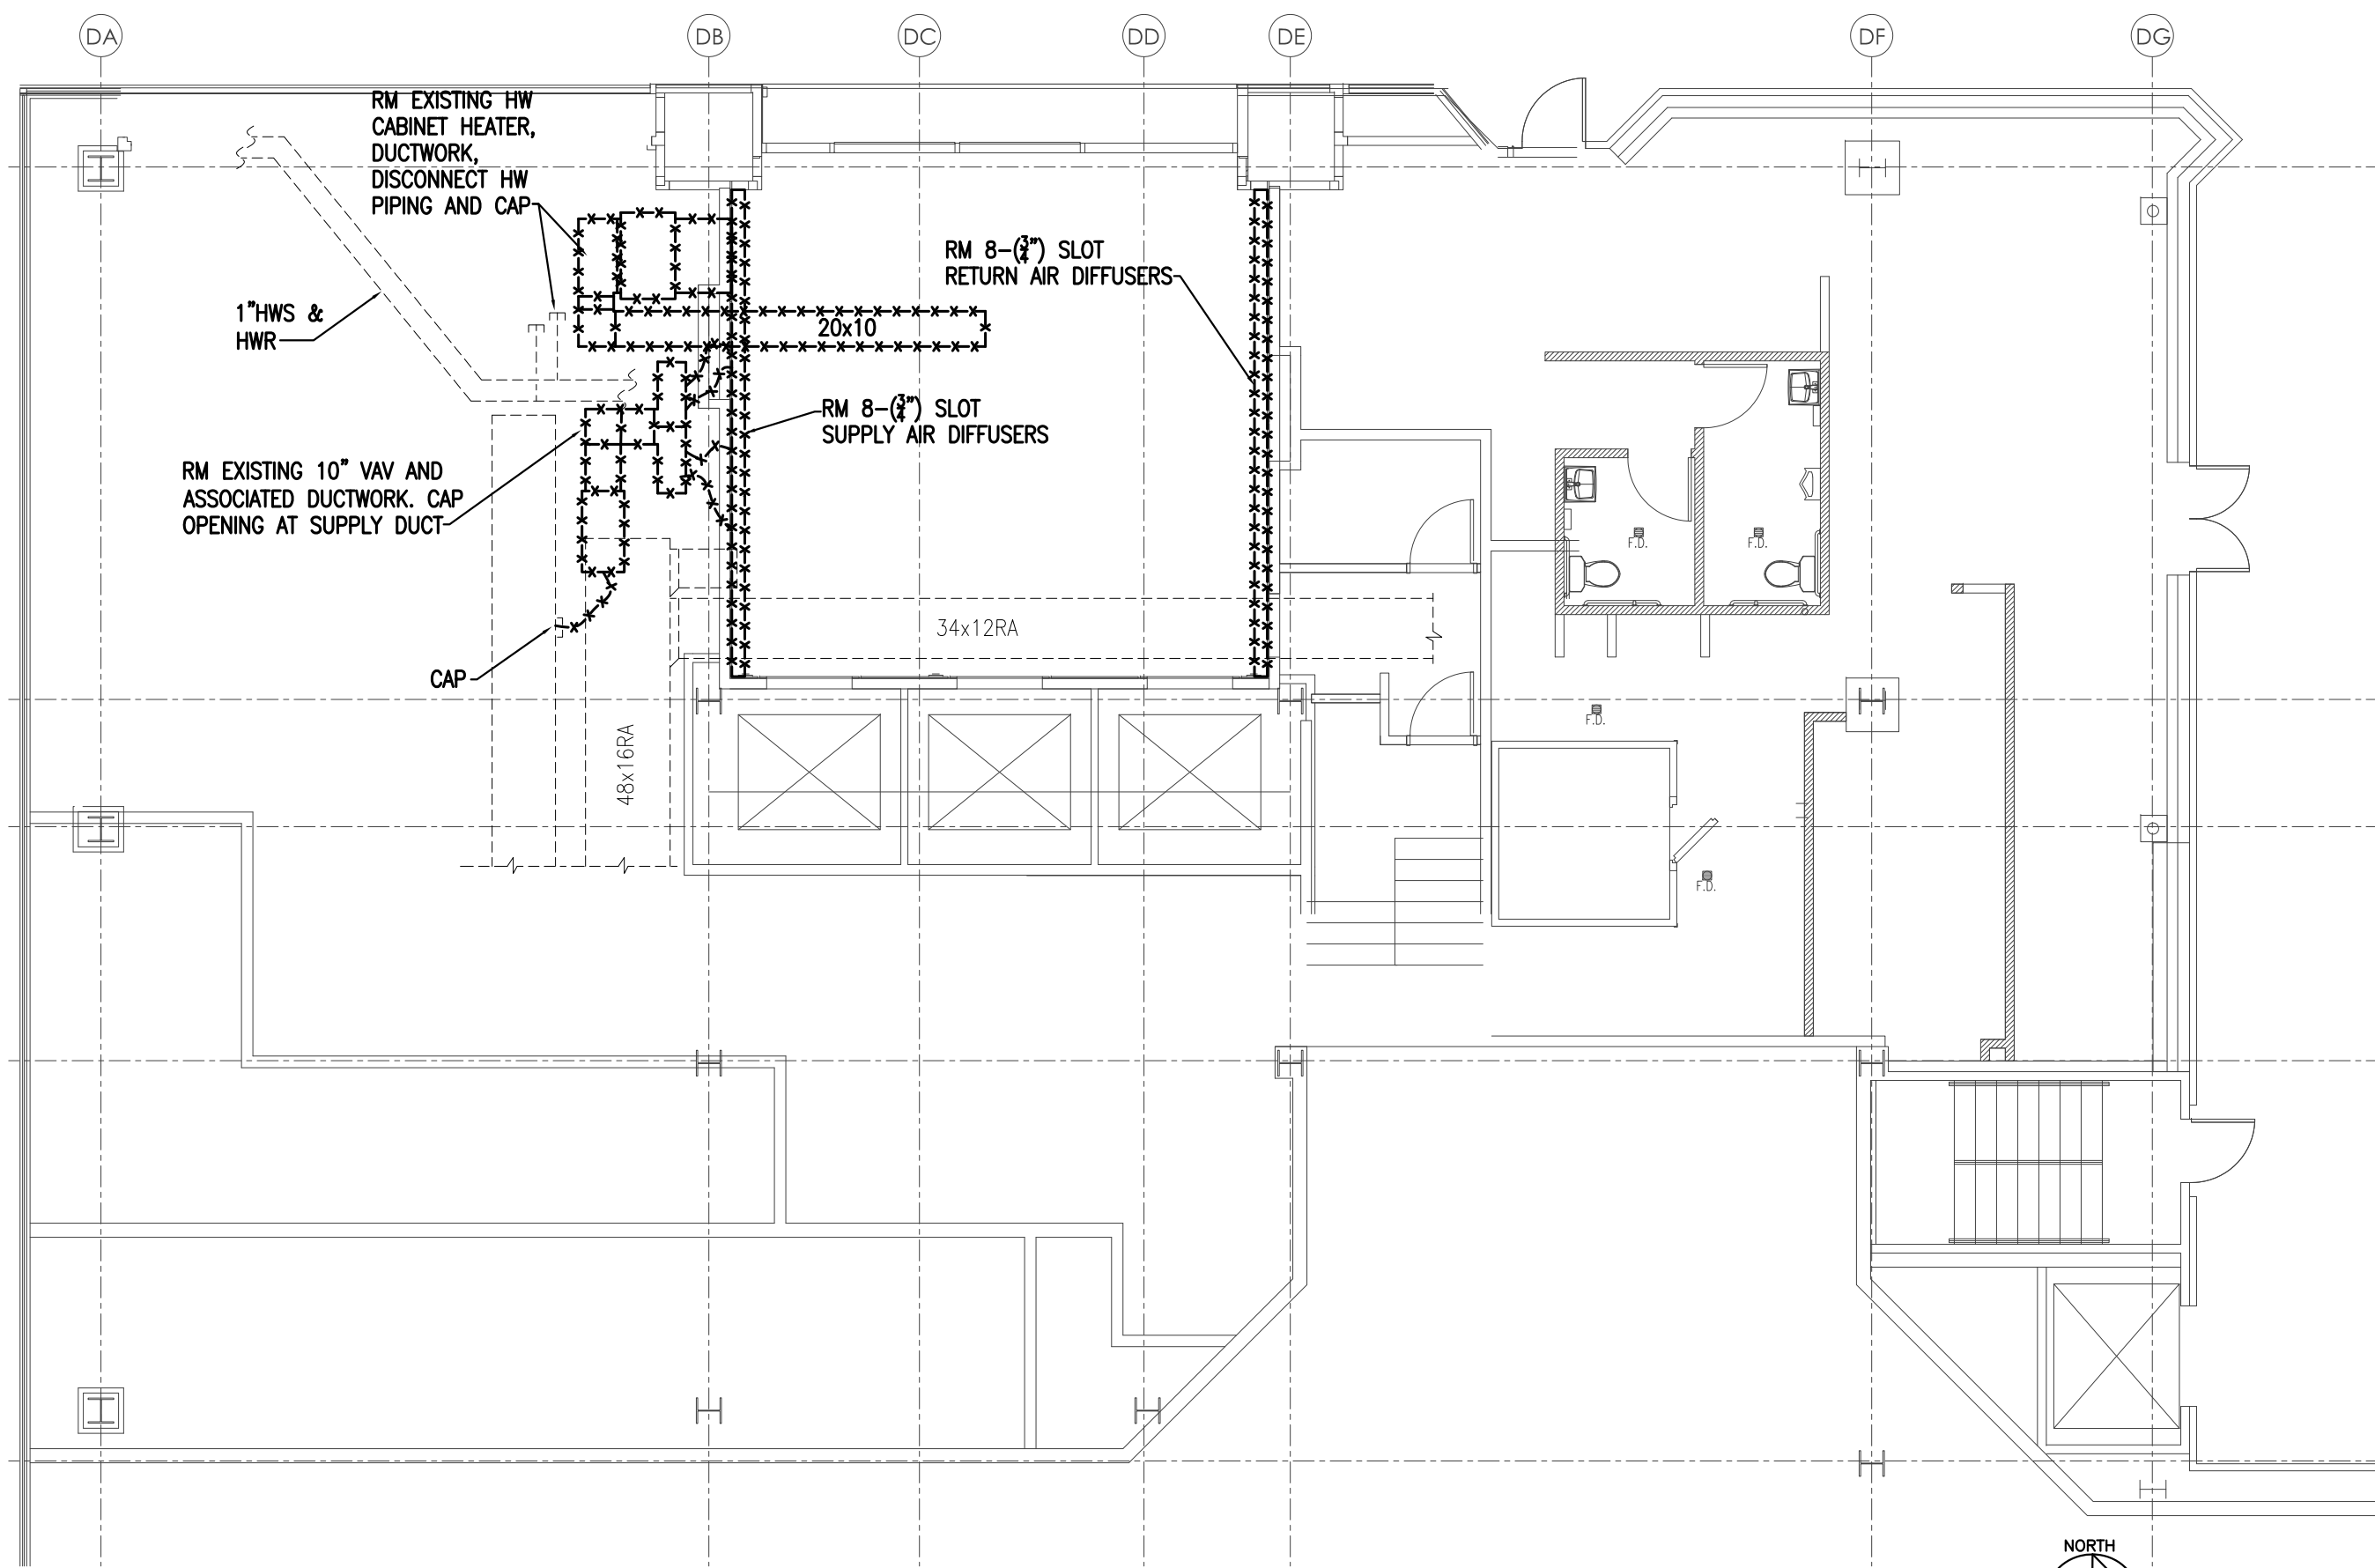 DA
DB
DC
DD
DE
DF
DG
RM EXISTING HW
CABINET HEATER,
DUCTWORK,
DISCONNECT HW
PIPING AND CAP
1"HWS &
HWR
RM 8-(3/4") SLOT
RETURN AIR DIFFUSERS
20x10
RM 8-(3/4") SLOT
SUPPLY AIR DIFFUSERS
RM EXISTING 10" VAV AND
ASSOCIATED DUCTWORK. CAP
OPENING AT SUPPLY DUCT
F.D.
F.D.
34x12RA
CAP
F.D.
48x16RA
F.D.
NORTH